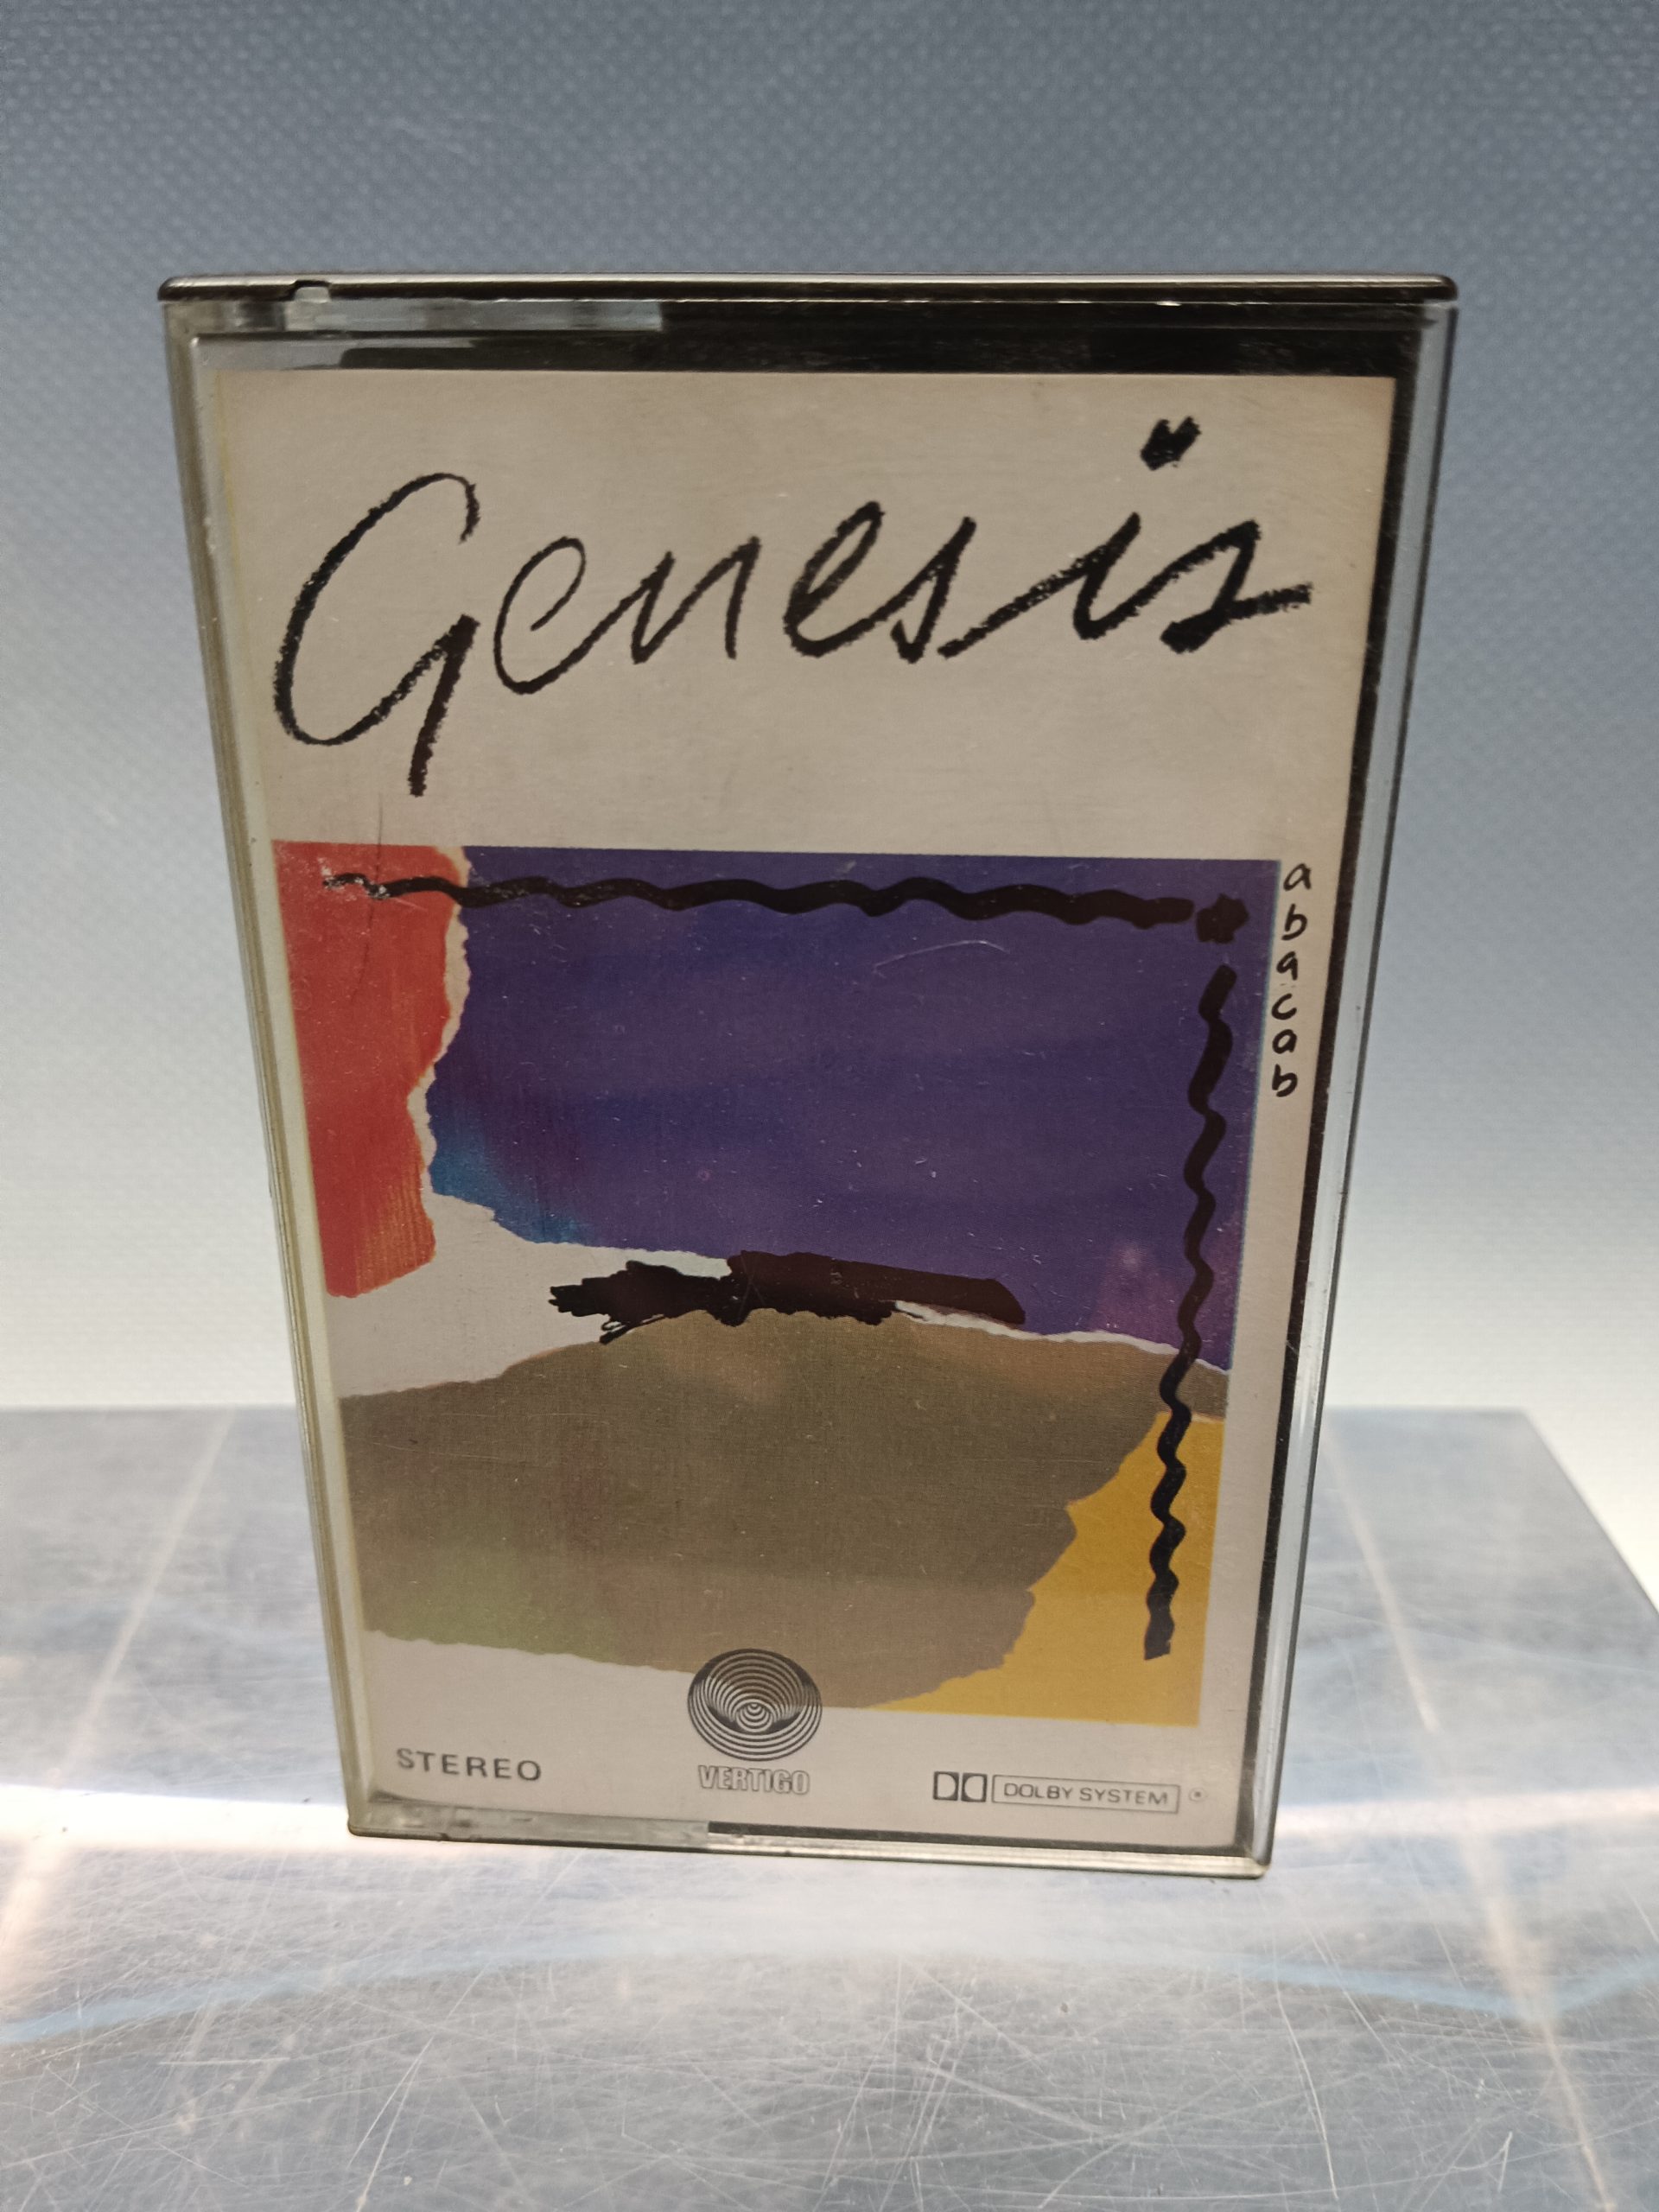 Genesis
abacab
STEREO
VERTIGO
DOLBY SYSTEM ®